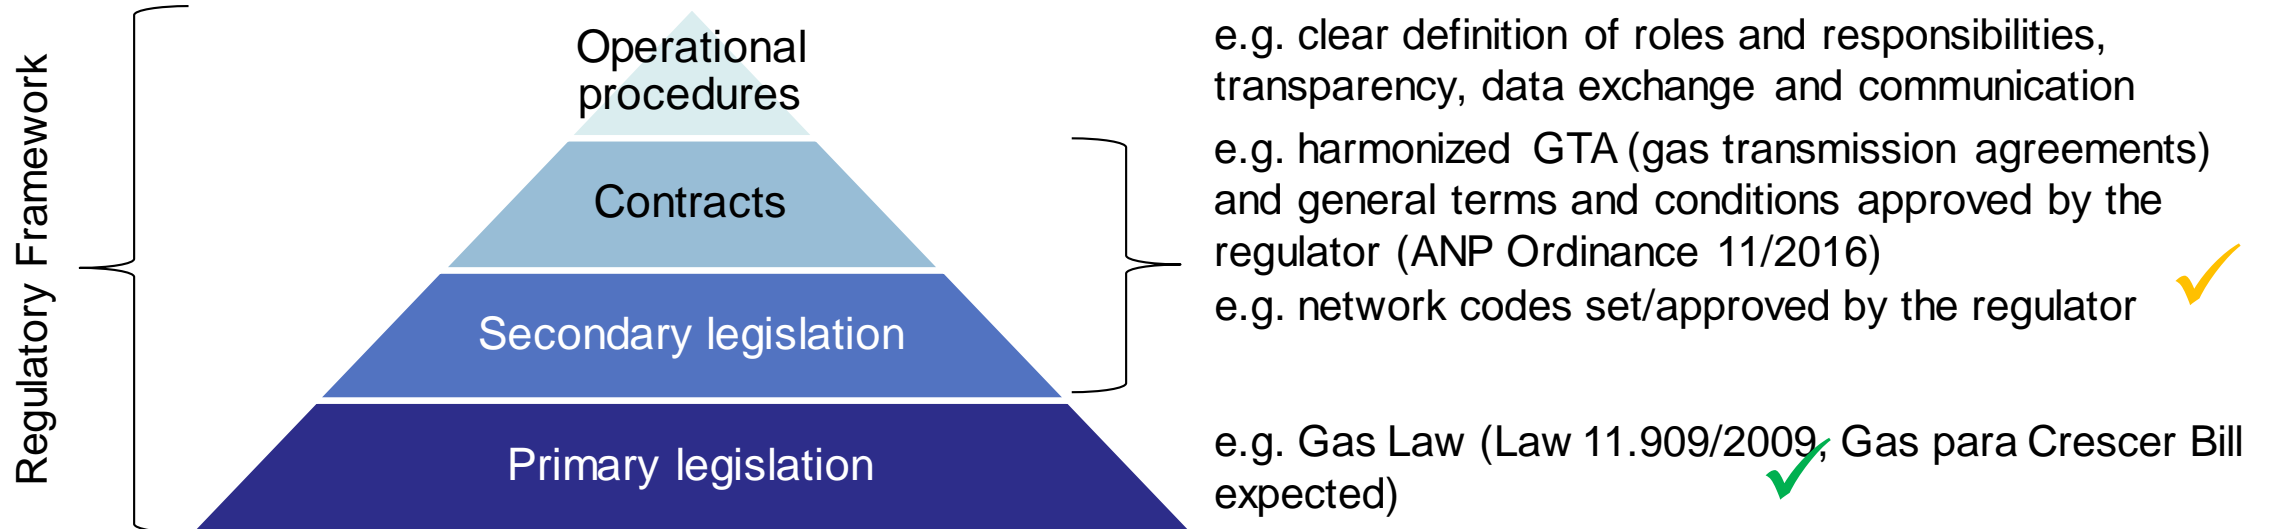 Regulatory Framework
Operational
procedures
Contracts
Secondary legislation
Primary legislation
e.g. clear definition of roles and responsibilities,
transparency, data exchange and communication
e.g. harmonized GTA (gas transmission agreements)
and general terms and conditions approved by the
regulator (ANP Ordinance 11/2016)
e.g. network codes set/approved by the regulator
e.g. Gas Law (Law 11.909/2009, Gas para Crescer Bill
expected)